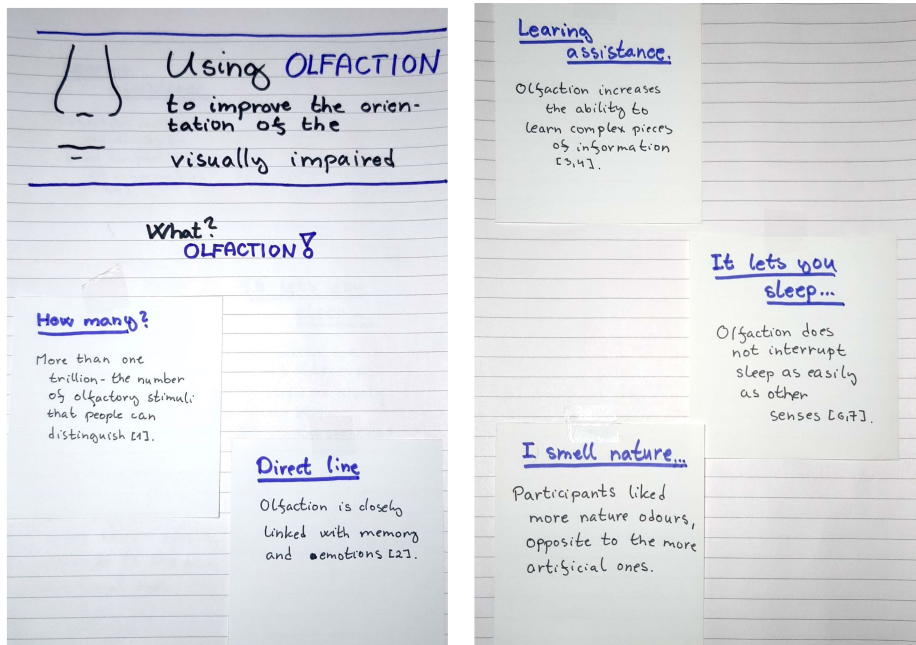 Using OLFACTION
to improve the orien-
tation of the
visually impaired
What?
OLFACTION!
How many?
More than one
trillion - the number
of olfactory stimuli
that people can
distinguish [1].
Direct line
Olfaction is closely
linked with memory
and emotions [2].
Learing
assistance.
Olfaction increases
the ability to
learn complex pieces
of information
[3,4].
It lets you
sleep...
Olfaction does
not interrupt
sleep as easily
as other
senses [6,7].
I smell nature...
Participants liked
more nature odours,
opposite to the more
artificial ones.